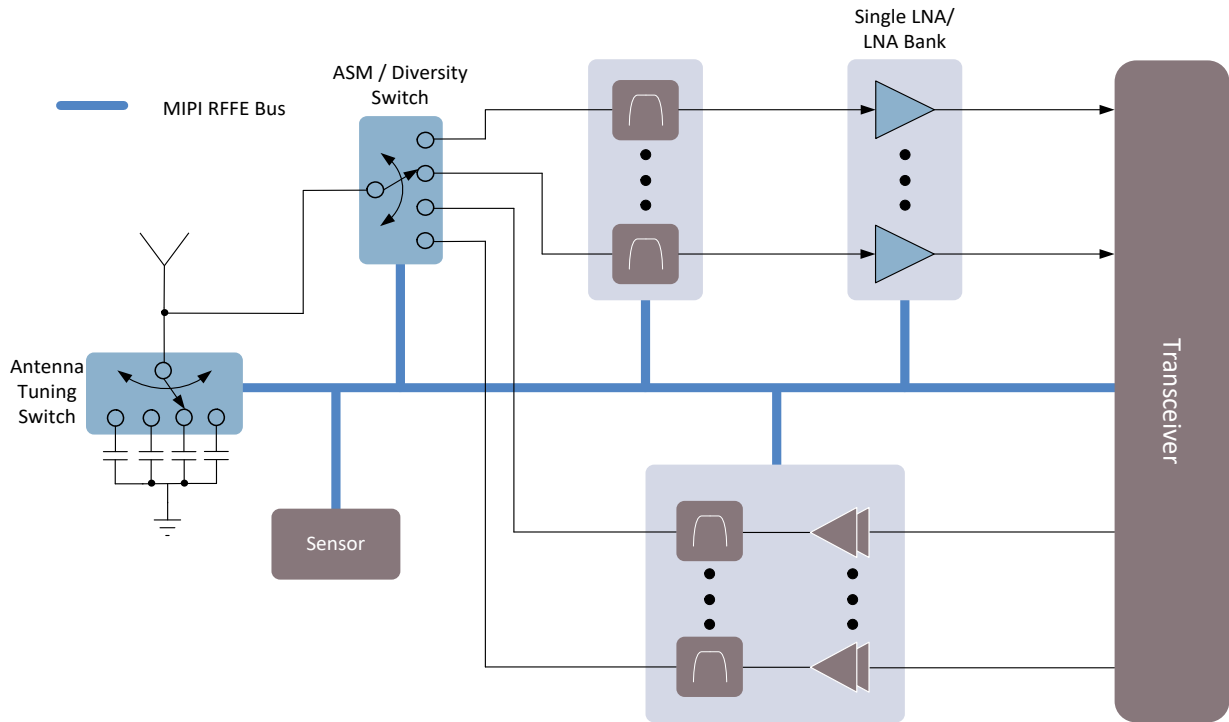 Single LNA/
LNA Bank
ASM / Diversity
Switch
MIPI RFFE Bus
Antenna
Tuning
Switch
Sensor
Transceiver